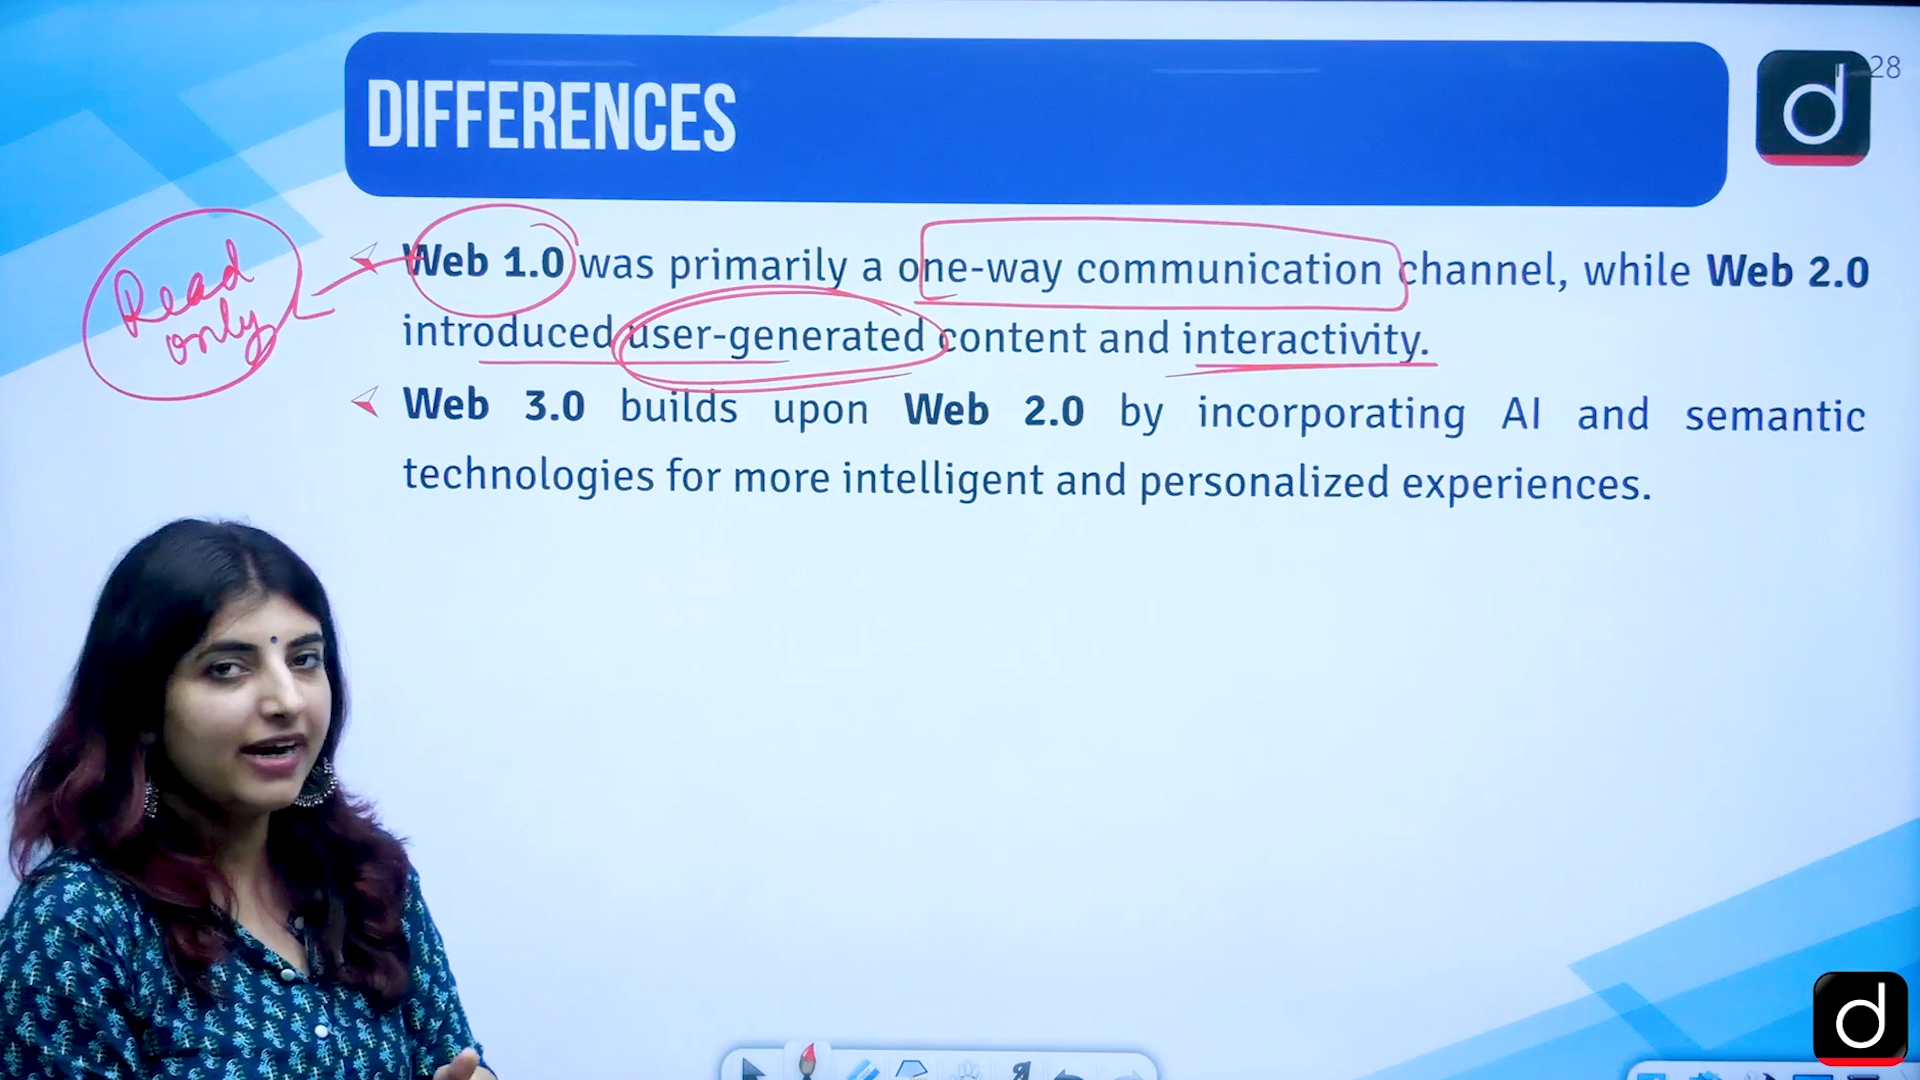 DIFFERENCES
d
28
Read
only
Web 1.0 was primarily a one-way communication channel, while Web 2.0
introduced user-generated content and interactivity.
Web 3.0 builds upon Web 2.0 by incorporating AI and semantic
technologies for more intelligent and personalized experiences.
d